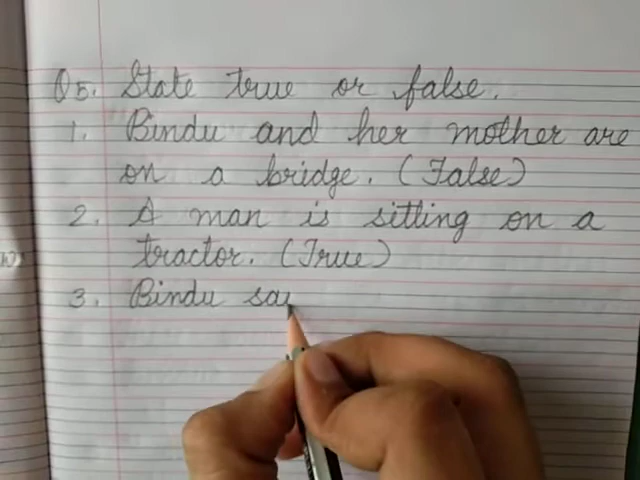 Q5. State true or false.
1. Bindu and her mother are
on a bridge. (False)
2. A man is sitting on a
tractor. (True)
3. Bindu